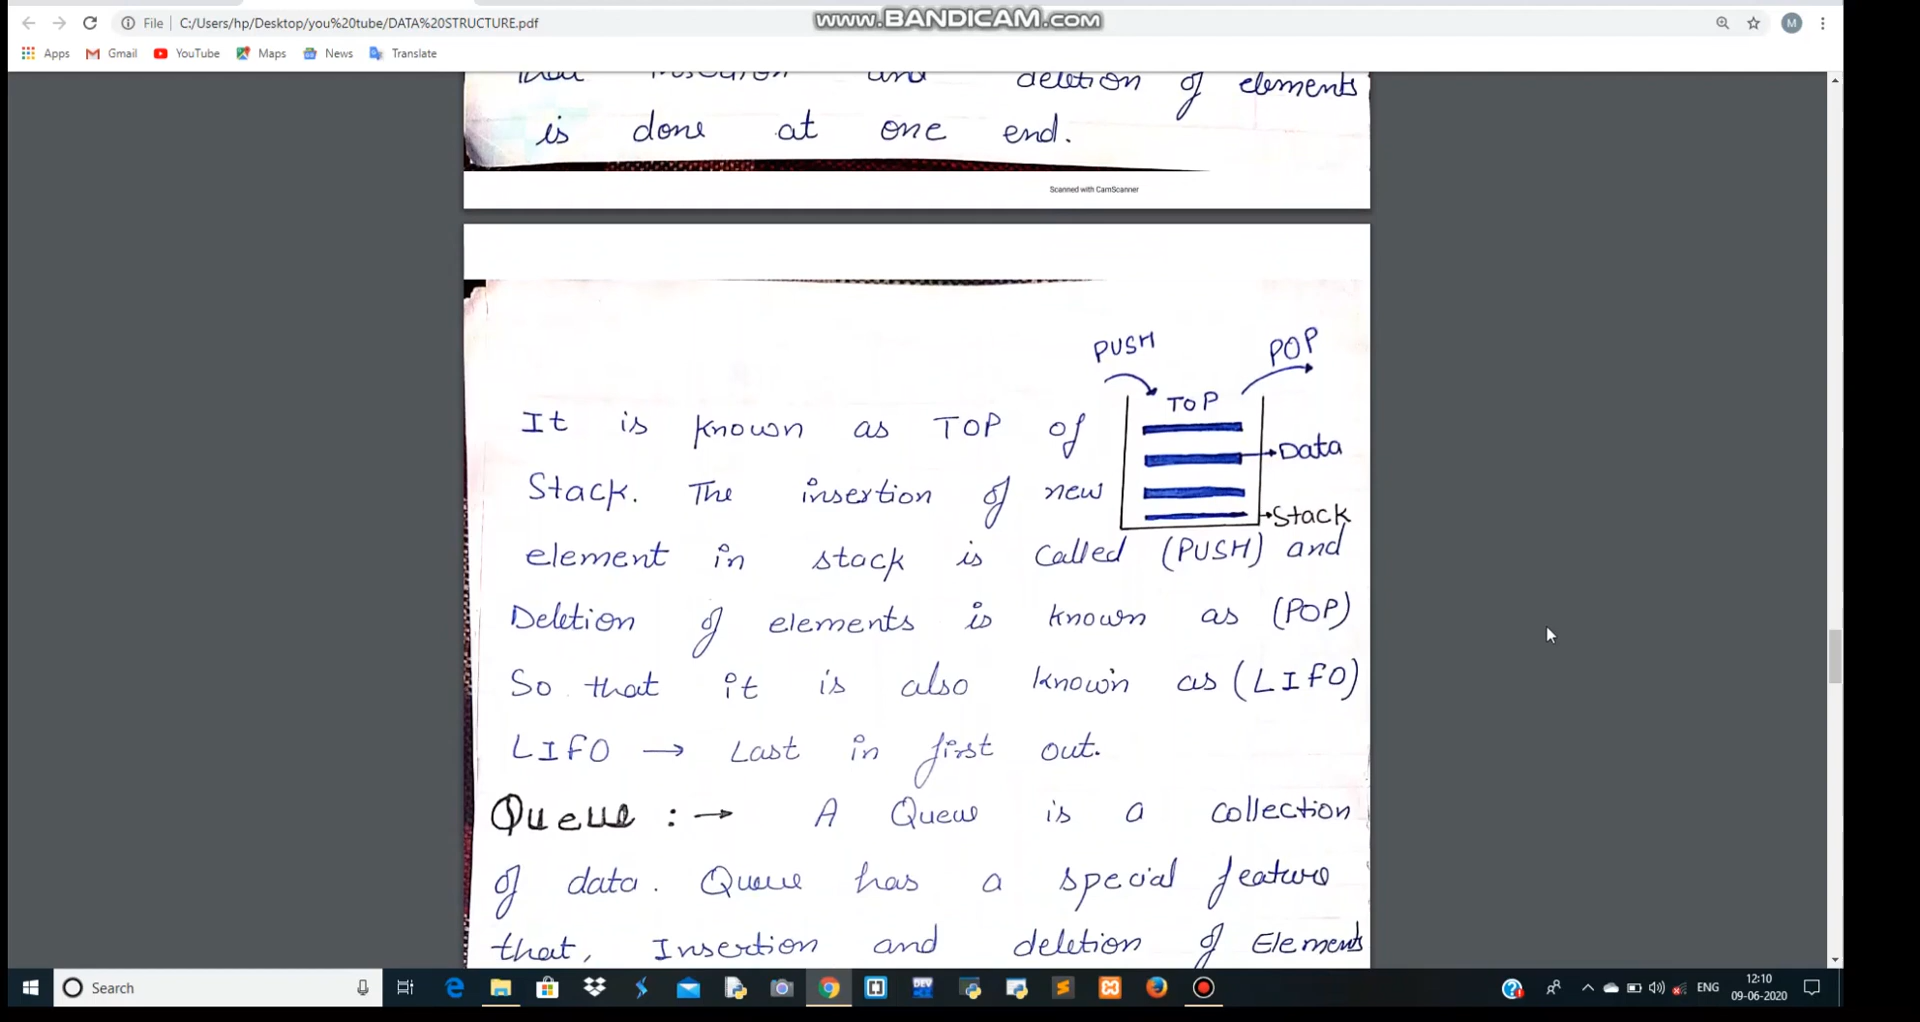 File C:/Users/hp/Desktop/you%20tube/DATA%20STRUCTURE.pdf
www.BANDICAM.com
M
Apps Gmail YouTube Maps News Translate
and deletion of elements
is done at one end.
Scanned with CamScanner
PUSH POP
TOP
Data
Stack
It is known as TOP of
Stack. The insertion of new
element in stack is called (PUSH) and
Deletion of elements is known as (POP)
So that it is also known as (LIFO)
LIFO → Last in first out.
Queue :→ A Queue is a collection
of data. Queue has a special feature
that, Insertion and deletion of Elements
Search
DEV
ENG
12:10
09-06-2020